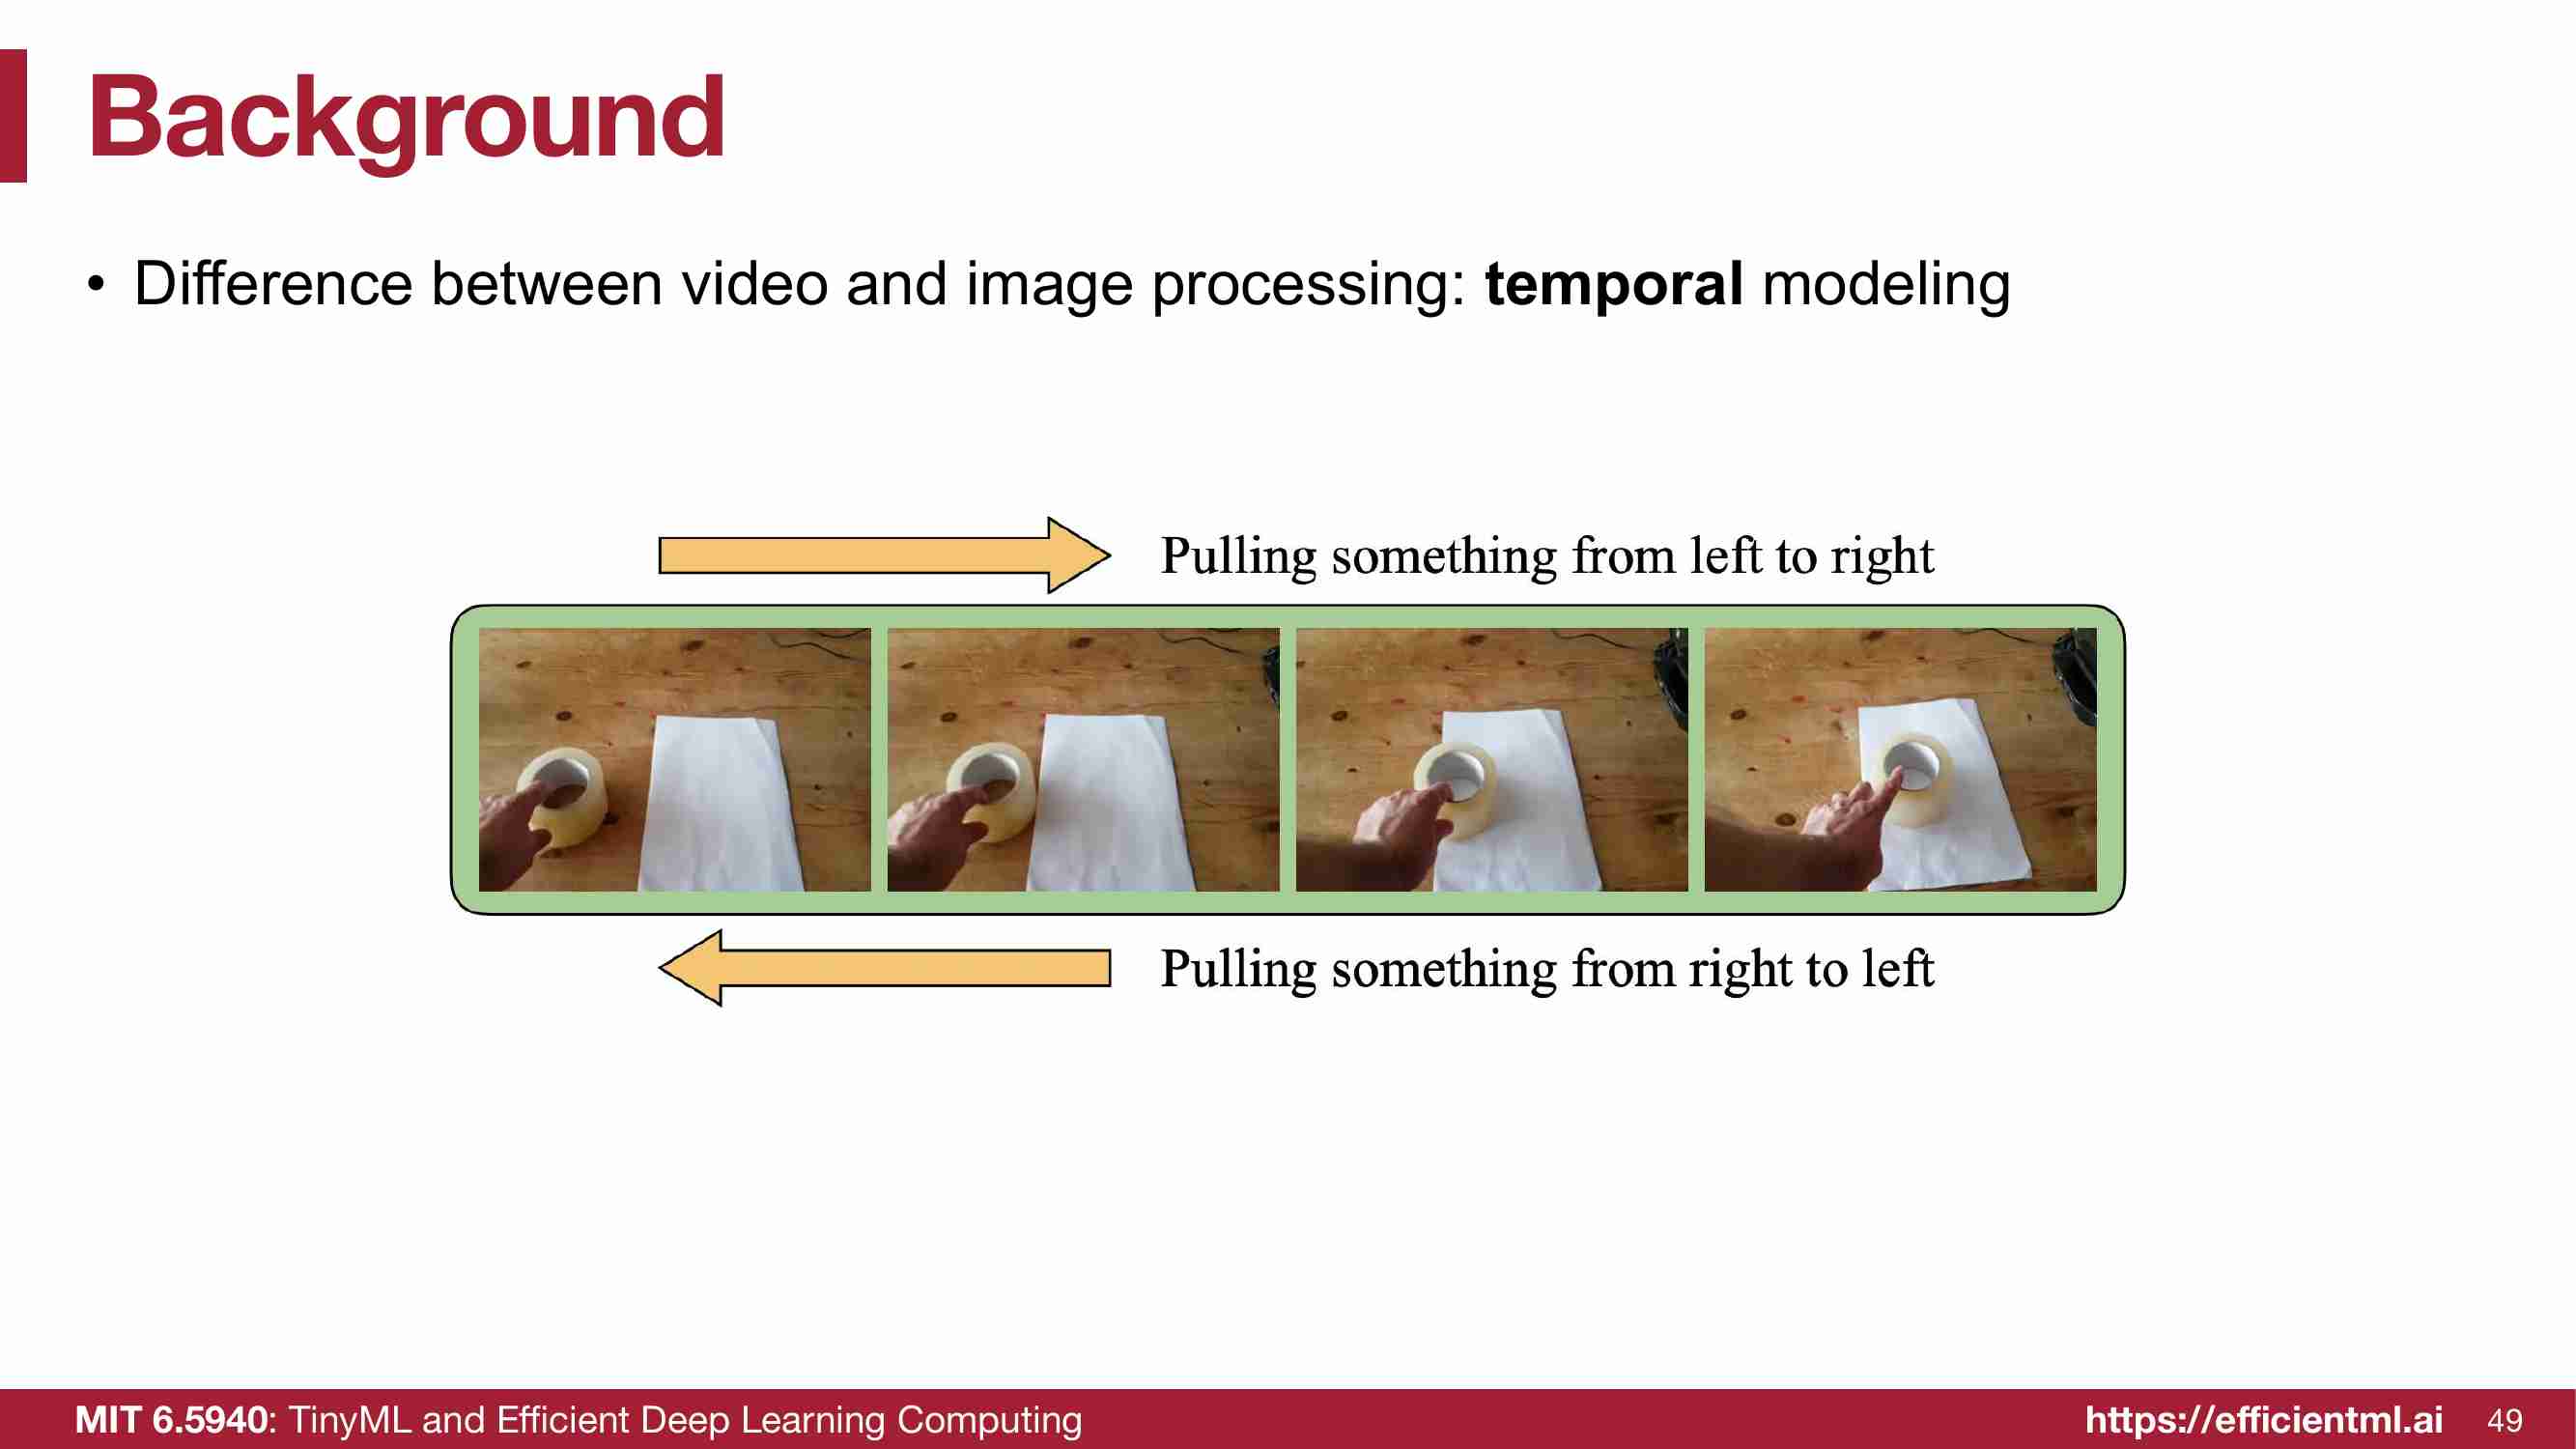 Background
• Difference between video and image processing: temporal modeling
Pulling something from left to right
Pulling something from right to left
MIT 6.5940: TinyML and Efficient Deep Learning Computing
https://efficientml.ai 49